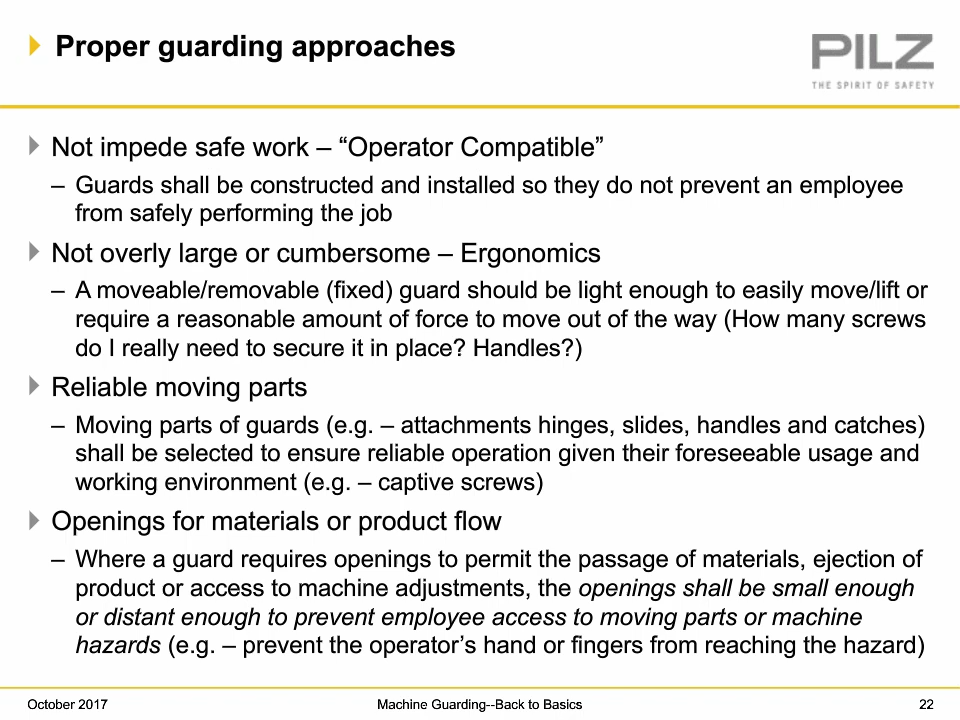 Proper guarding approaches
PILZ
THE SPIRIT OF SAFETY
Not impede safe work – “Operator Compatible”
– Guards shall be constructed and installed so they do not prevent an employee
from safely performing the job
Not overly large or cumbersome – Ergonomics
– A moveable/removable (fixed) guard should be light enough to easily move/lift or
require a reasonable amount of force to move out of the way (How many screws
do I really need to secure it in place? Handles?)
Reliable moving parts
– Moving parts of guards (e.g. – attachments hinges, slides, handles and catches)
shall be selected to ensure reliable operation given their foreseeable usage and
working environment (e.g. – captive screws)
Openings for materials or product flow
– Where a guard requires openings to permit the passage of materials, ejection of
product or access to machine adjustments, the openings shall be small enough
or distant enough to prevent employee access to moving parts or machine
hazards (e.g. – prevent the operator’s hand or fingers from reaching the hazard)
October 2017
Machine Guarding--Back to Basics
22